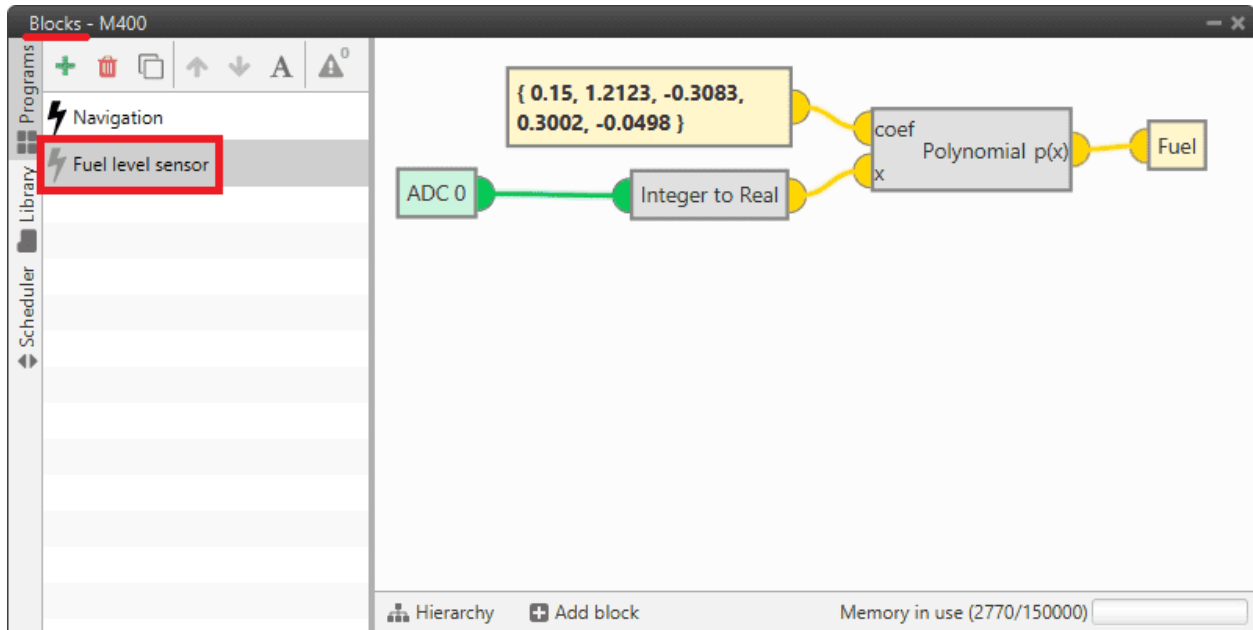 Blocks - M400
Programs
Library
Scheduler
A
0
Navigation
Fuel level sensor
{ 0.15, 1.2123, -0.3083,
0.3002, -0.0498 }
ADC 0
Integer to Real
coef
Polynomial p(x)
x
Fuel
Hierarchy
Add block
Memory in use (2770/150000)